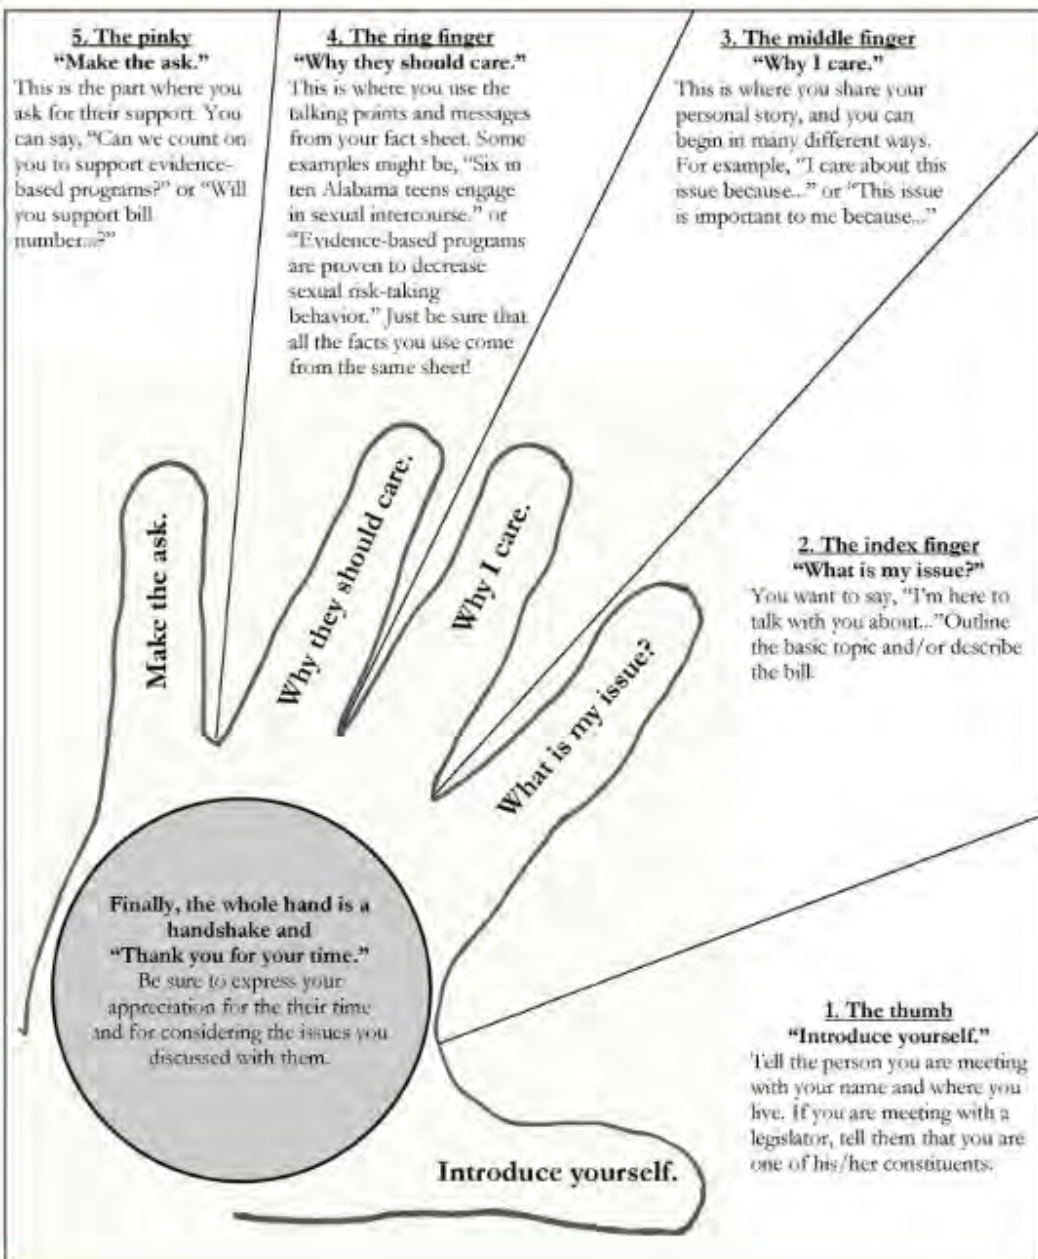 5. The pinky
“Make the ask.”
This is the part where you
ask for their support. You
can say, “Can we count on
you to support evidence-
based programs?” or “Will
you support bill
number...?”
4. The ring finger
“Why they should care.”
This is where you use the
talking points and messages
from your fact sheet. Some
examples might be, “Six in
ten Alabama teens engage
in sexual intercourse.” or
“Evidence-based programs
are proven to decrease
sexual risk-taking
behavior.” Just be sure that
all the facts you use come
from the same sheet!
3. The middle finger
“Why I care.”
This is where you share your
personal story, and you can
begin in many different ways.
For example, “I care about this
issue because...” or “This issue
is important to me because...”
2. The index finger
“What is my issue?”
You want to say, “I'm here to
talk with you about...”Outline
the basic topic and/or describe
the bill.
1. The thumb
“Introduce yourself.”
Tell the person you are meeting
with your name and where you
live. If you are meeting with a
legislator, tell them that you are
one of his/her constituents.
Make the ask.
Why they should care.
Why I care.
What is my issue?
Introduce yourself.
Finally, the whole hand is a
handshake and
“Thank you for your time.”
Be sure to express your
appreciation for the their time
and for considering the issues you
discussed with them.